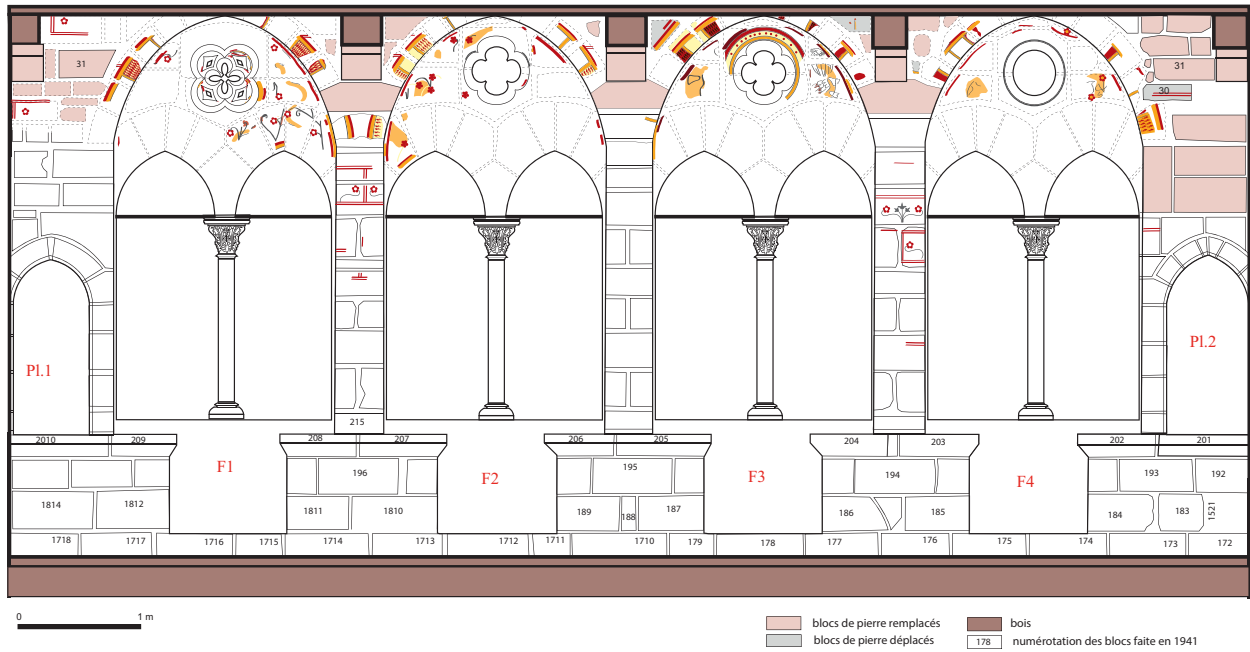 31
31
30
G
Pl.1
Pl.2
215
2010 209 208 207 206 205 204 203 202 201
F1 F2 F3 F4
196 195 194 193 192
1814 1812 1811 1810 189 188 187 186 185 184 183 1521
1718 1717 1716 1715 1714 1713 1712 1711 1710 179 178 177 176 175 174 173 172
0 1 m
blocs de pierre remplacés
bois
blocs de pierre déplacés
178 numérotation des blocs faite en 1941